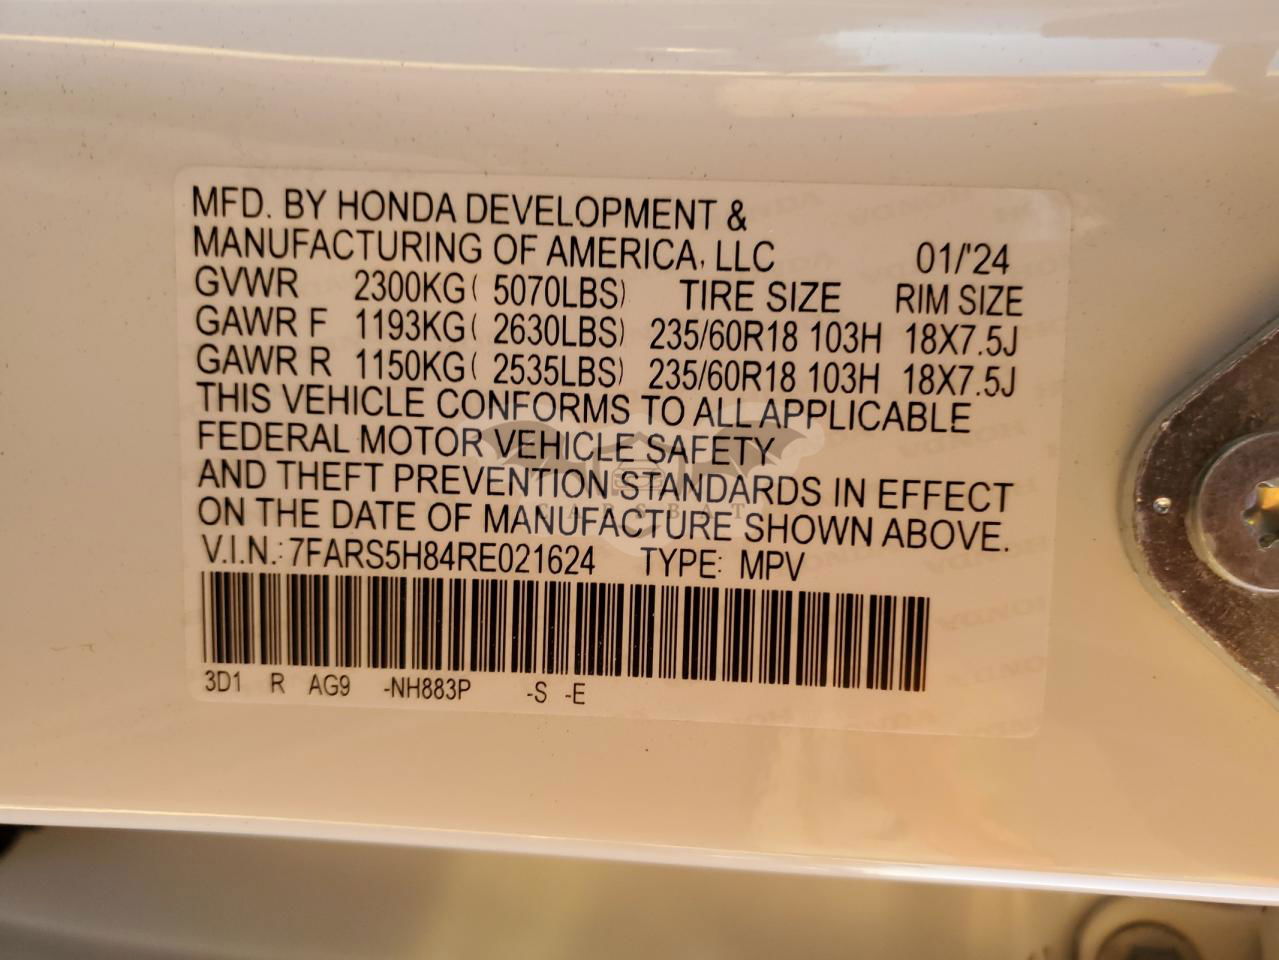 MFD. BY HONDA DEVELOPMENT &
MANUFACTURING OF AMERICA, LLC 01/'24
GVWR 2300KG( 5070LBS) TIRE SIZE RIM SIZE
GAWR F 1193KG( 2630LBS) 235/60R18 103H 18X7.5J
GAWR R 1150KG( 2535LBS) 235/60R18 103H 18X7.5J
THIS VEHICLE CONFORMS TO ALL APPLICABLE
FEDERAL MOTOR VEHICLE SAFETY
AND THEFT PREVENTION STANDARDS IN EFFECT
CARSBAT
ON THE DATE OF MANUFACTURE SHOWN ABOVE.
V.I.N.: 7FARS5H84RE021624 TYPE: MPV
3D1 R AG9 -NH883P -S -E